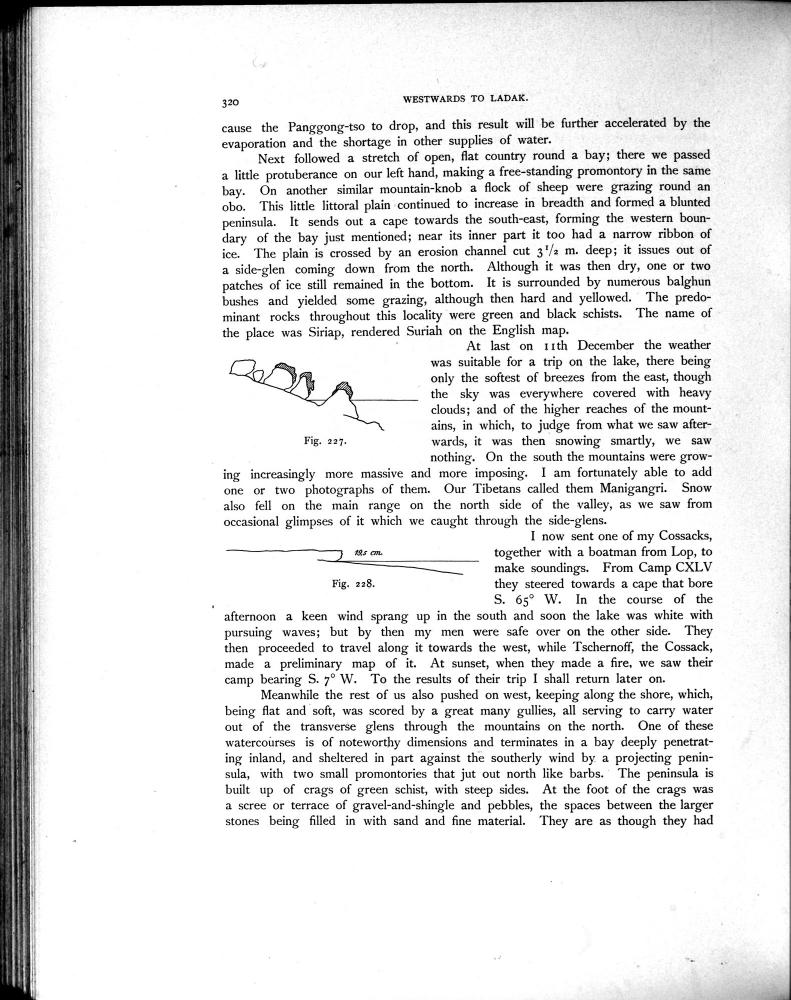 320
WESTWARDS TO LADAK.
cause the Panggong-tso to drop, and this result will be further accelerated by the
evaporation and the shortage in other supplies of water.
Next followed a stretch of open, flat country round a bay; there we passed
a little protuberance on our left hand, making a free-standing promontory in the same
bay. On another similar mountain-knob a flock of sheep were grazing round an
obo. This little littoral plain continued to increase in breadth and formed a blunted
peninsula. It sends out a cape towards the south-east, forming the western boun-
dary of the bay just mentioned; near its inner part it too had a narrow ribbon of
ice. The plain is crossed by an erosion channel cut 3 1/2 m. deep; it issues out of
a side-glen coming down from the north. Although it was then dry, one or two
patches of ice still remained in the bottom. It is surrounded by numerous balghun
bushes and yielded some grazing, although then hard and yellowed. The predo-
minant rocks throughout this locality were green and black schists. The name of
the place was Siriap, rendered Suriah on the English map.
At last on 11th December the weather
was suitable for a trip on the lake, there being
only the softest of breezes from the east, though
the sky was everywhere covered with heavy
clouds; and of the higher reaches of the mount-
ains, in which, to judge from what we saw after-
Fig. 227.
wards, it was then snowing smartly, we saw
nothing. On the south the mountains were grow-
ing increasingly more massive and more imposing. I am fortunately able to add
one or two photographs of them. Our Tibetans called them Manigangri. Snow
also fell on the main range on the north side of the valley, as we saw from
occasional glimpses of it which we caught through the side-glens.
I now sent one of my Cossacks,
together with a boatman from Lop, to
make soundings. From Camp CXLV
Fig. 228.
they steered towards a cape that bore
S. 65° W. In the course of the
afternoon a keen wind sprang up in the south and soon the lake was white with
pursuing waves; but by then my men were safe over on the other side. They
then proceeded to travel along it towards the west, while Tschernoff, the Cossack,
made a preliminary map of it. At sunset, when they made a fire, we saw their
camp bearing S. 7° W. To the results of their trip I shall return later on.
Meanwhile the rest of us also pushed on west, keeping along the shore, which,
being flat and soft, was scored by a great many gullies, all serving to carry water
out of the transverse glens through the mountains on the north. One of these
watercourses is of noteworthy dimensions and terminates in a bay deeply penetrat-
ing inland, and sheltered in part against the southerly wind by a projecting penin-
sula, with two small promontories that jut out north like barbs. The peninsula is
built up of crags of green schist, with steep sides. At the foot of the crags was
a scree or terrace of gravel-and-shingle and pebbles, the spaces between the larger
stones being filled in with sand and fine material. They are as though they had